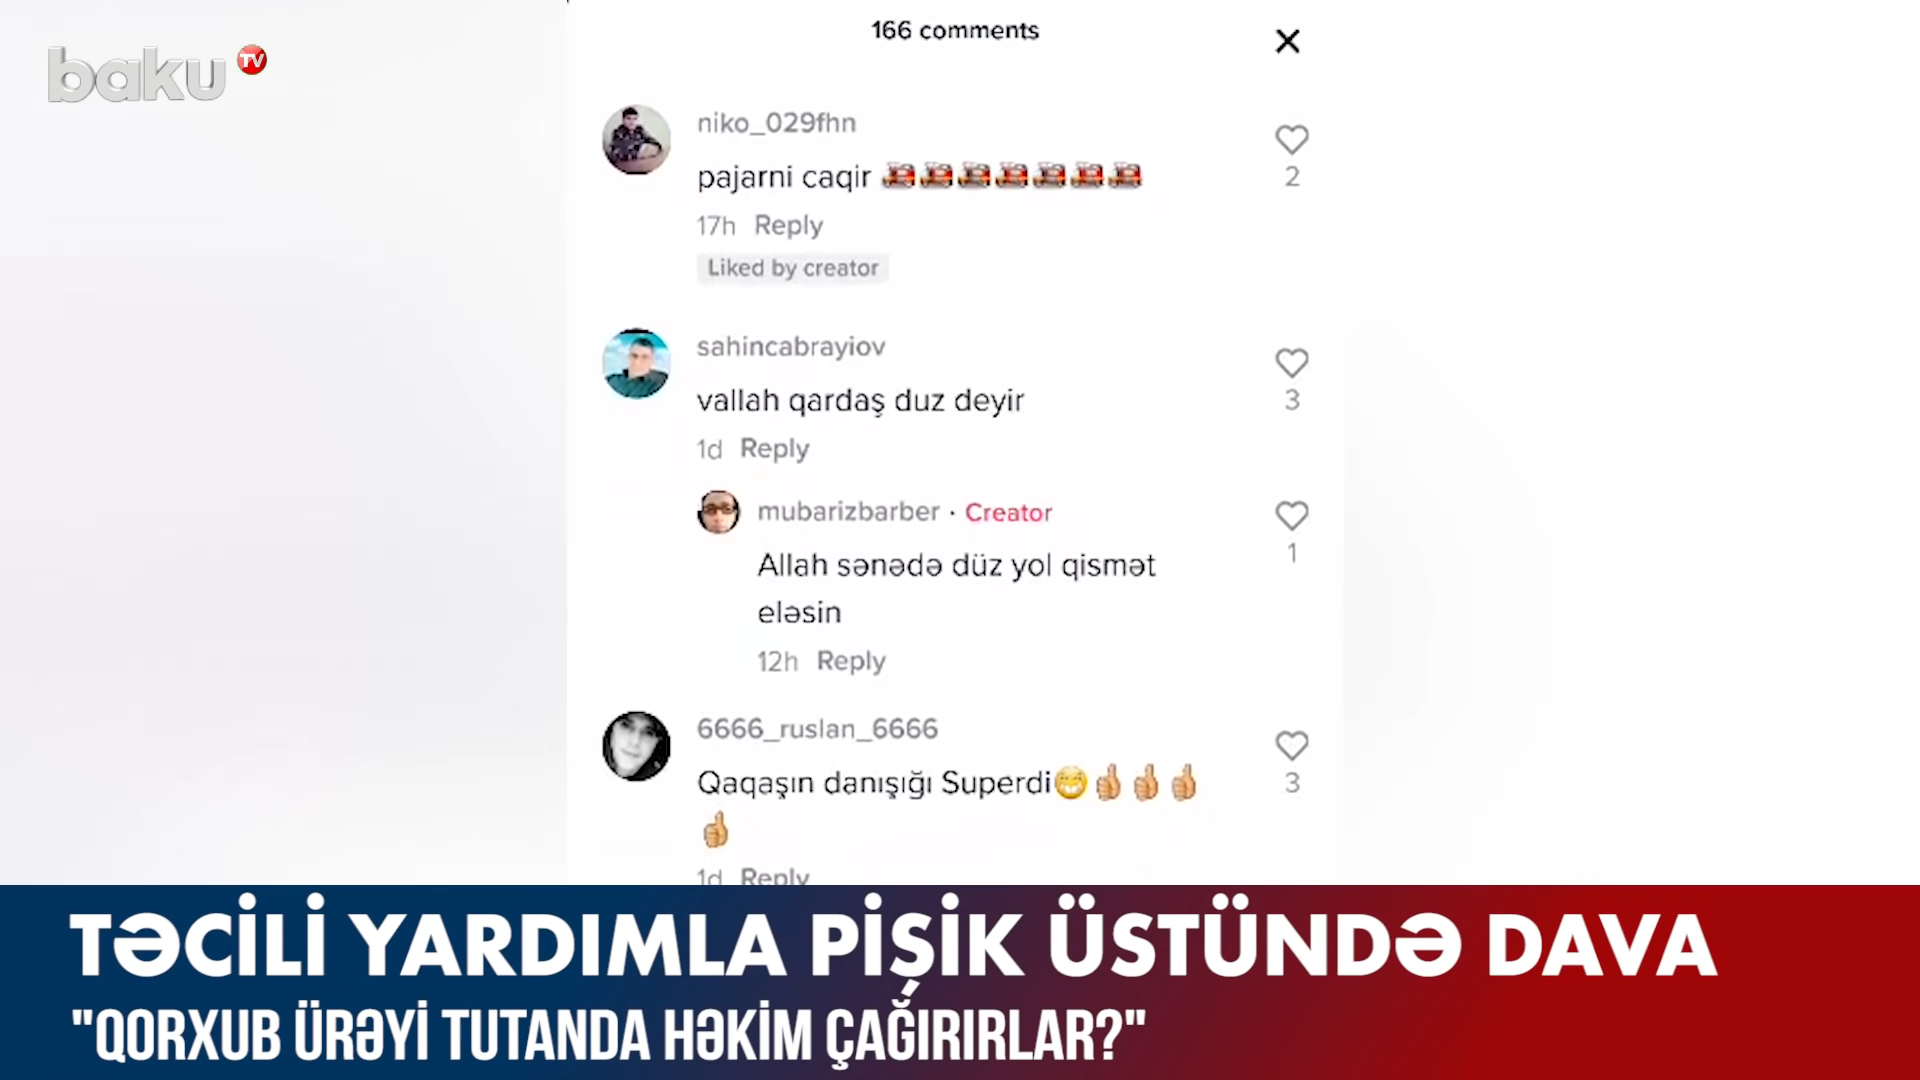 baku TV
166 comments
niko_029fhn
pajarni caqir 🚒🚒🚒🚒🚒🚒🚒
2
17h Reply
Liked by creator
sahincabrayiov
vallah qardaş duz deyir
3
1d Reply
mubarizbarber · Creator
Allah sənədə düz yol qismət
eləsin
1
12h Reply
6666_ruslan_6666
Qaqaşın danışığı Superdi😁👍👍👍
👍
3
1d Reply
TƏCİLİ YARDIMLA PİŞİK ÜSTÜNDƏ DAVA
"QORXUB ÜRƏYİ TUTANDA HƏKİM ÇAĞIRIRLAR?"